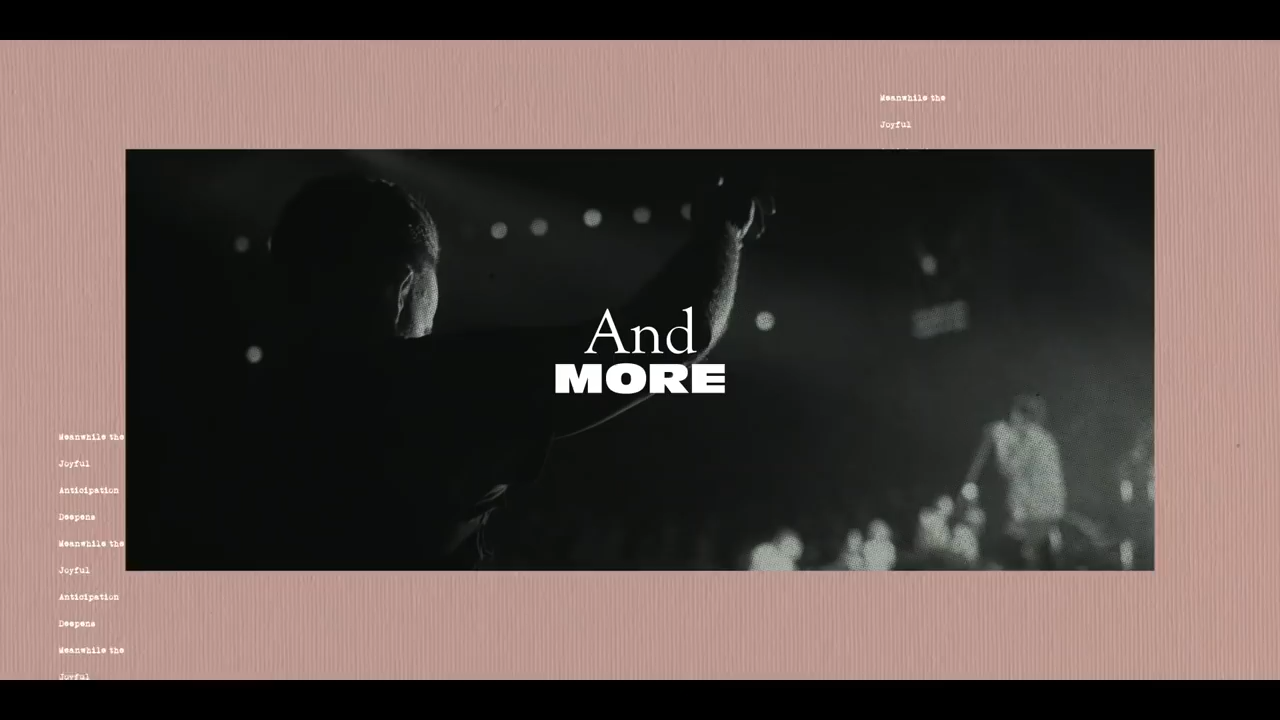 Meanwhile the
Joyful
And
MORE
Meanwhile the
Joyful
Anticipation
Deepens
Meanwhile the
Joyful
Anticipation
Deepens
Meanwhile the
Joyful